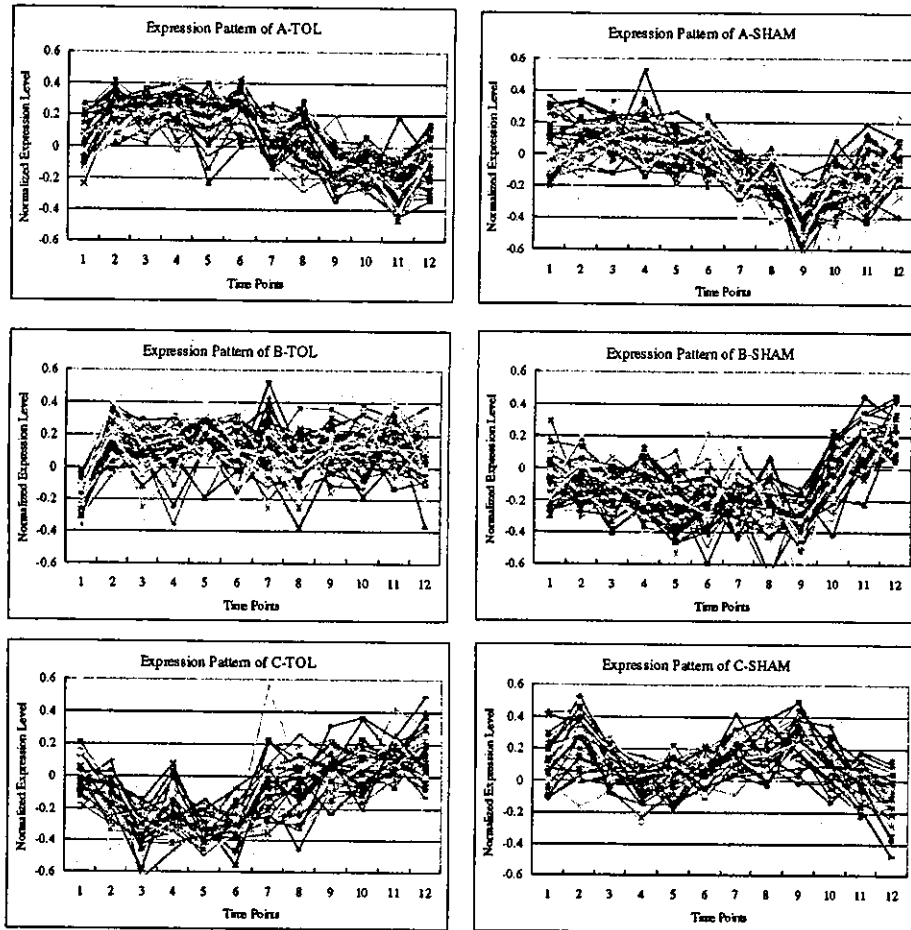 Expression Pattern of A-TOL
Normalized Expression Level
0.6
0.4
0.2
0
-0.2
-0.4
-0.6
1 2 3 4 5 6 7 8 9 10 11 12
Time Points
Expression Pattern of A-SHAM
Normalized Expression Level
0.6
0.4
0.2
0
-0.2
-0.4
-0.6
1 2 3 4 5 6 7 8 9 10 11 12
Time Points
Expression Pattern of B-TOL
Normalized Expression Level
0.6
0.4
0.2
0
-0.2
-0.4
-0.6
1 2 3 4 5 6 7 8 9 10 11 12
Time Points
Expression Pattern of B-SHAM
Normalized Expression Level
0.6
0.4
0.2
0
-0.2
-0.4
-0.6
1 2 3 4 5 6 7 8 9 10 11 12
Time Points
Expression Pattern of C-TOL
Normalized Expression Level
0.6
0.4
0.2
0
-0.2
-0.4
-0.6
1 2 3 4 5 6 7 8 9 10 11 12
Time Points
Expression Pattern of C-SHAM
Normalized Expression Level
0.6
0.4
0.2
0
-0.2
-0.4
-0.6
1 2 3 4 5 6 7 8 9 10 11 12
Time Points